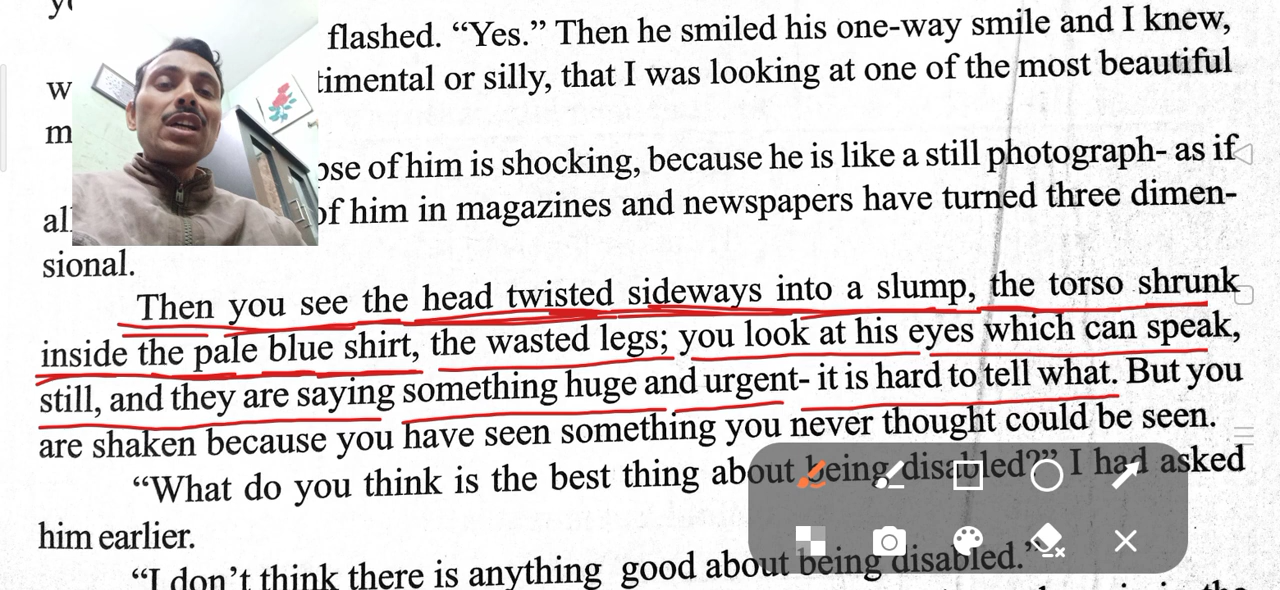 flashed. “Yes.” Then he smiled his one-way smile and I knew,
w timental or silly, that I was looking at one of the most beautiful
m
pse of him is shocking, because he is like a still photograph- as if
all of him in magazines and newspapers have turned three dimen-
sional.
Then you see the head twisted sideways into a slump, the torso shrunk
inside the pale blue shirt, the wasted legs; you look at his eyes which can speak,
still, and they are saying something huge and urgent- it is hard to tell what. But you
are shaken because you have seen something you never thought could be seen.
“What do you think is the best thing about being disabled?” I had asked
him earlier.
“I don’t think there is anything good about being disabled.”